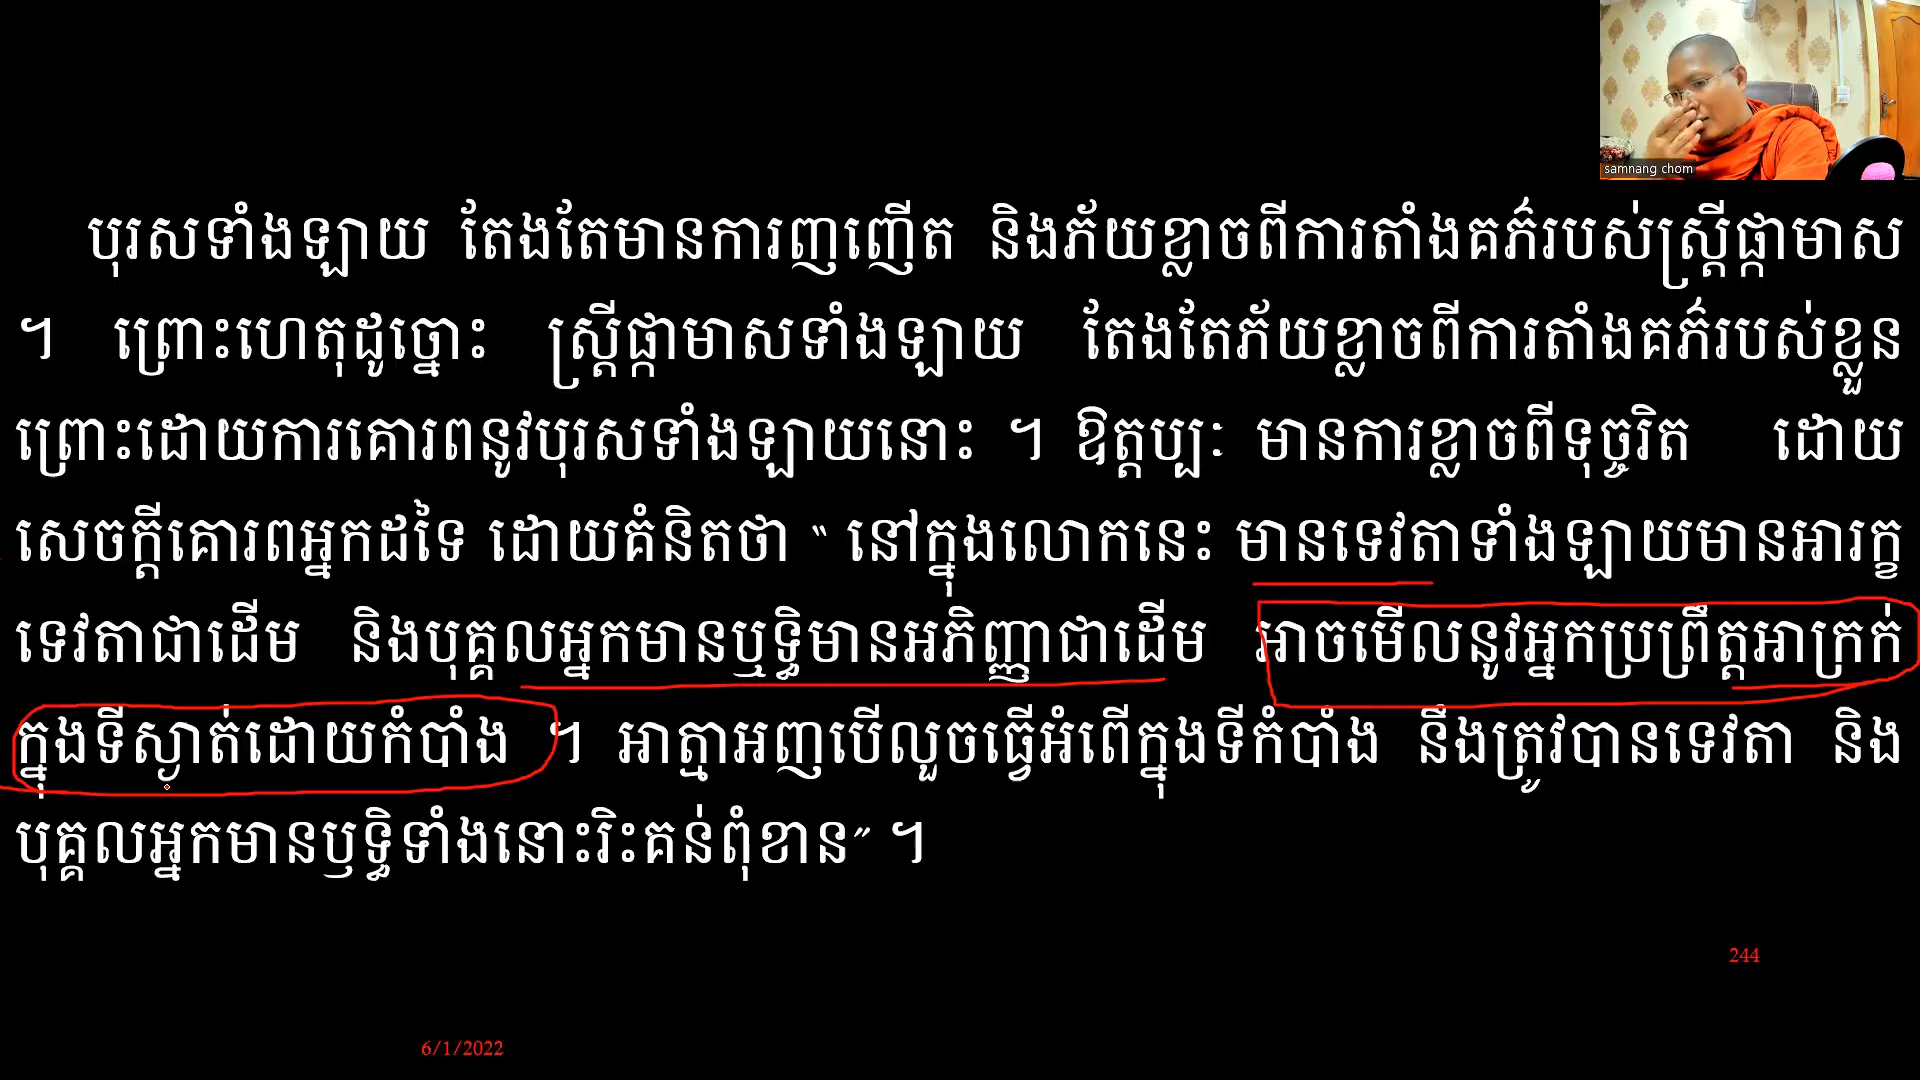 samnang chom
បុរសទាំងឡាយ តែងតែមានការញញើត និងភ័យខ្លាចពីការតាំងគភ៌របស់ស្ត្រីផ្កាមាស
។ ព្រោះហេតុដូច្នោះ ស្ត្រីផ្កាមាសទាំងឡាយ តែងតែភ័យខ្លាចពីការតាំងគភ៌របស់ខ្លួន
ព្រោះដោយការគោរពនូវបុរសទាំងឡាយនោះ ។ ឱត្តប្បៈ មានការខ្លាចពីទុច្ចរិត ដោយ
សេចក្តីគោរពអ្នកដទៃ ដោយគំនិតថា “ នៅក្នុងលោកនេះ មានទេវតាទាំងឡាយមានអារក្ខ
ទេវតាជាដើម និងបុគ្គលអ្នកមានឬទ្ធិមានអភិញ្ញាជាដើម អាចមើលនូវអ្នកប្រព្រឹត្តអាក្រក់
ក្នុងទីស្ងាត់ដោយកំបាំង ។ អាត្មាអញបើលួចធ្វើអំពើក្នុងទីកំបាំង នឹងត្រូវបានទេវតា និង
បុគ្គលអ្នកមានឫទ្ធិទាំងនោះរិះគន់ពុំខាន” ។
244
6/1/2022